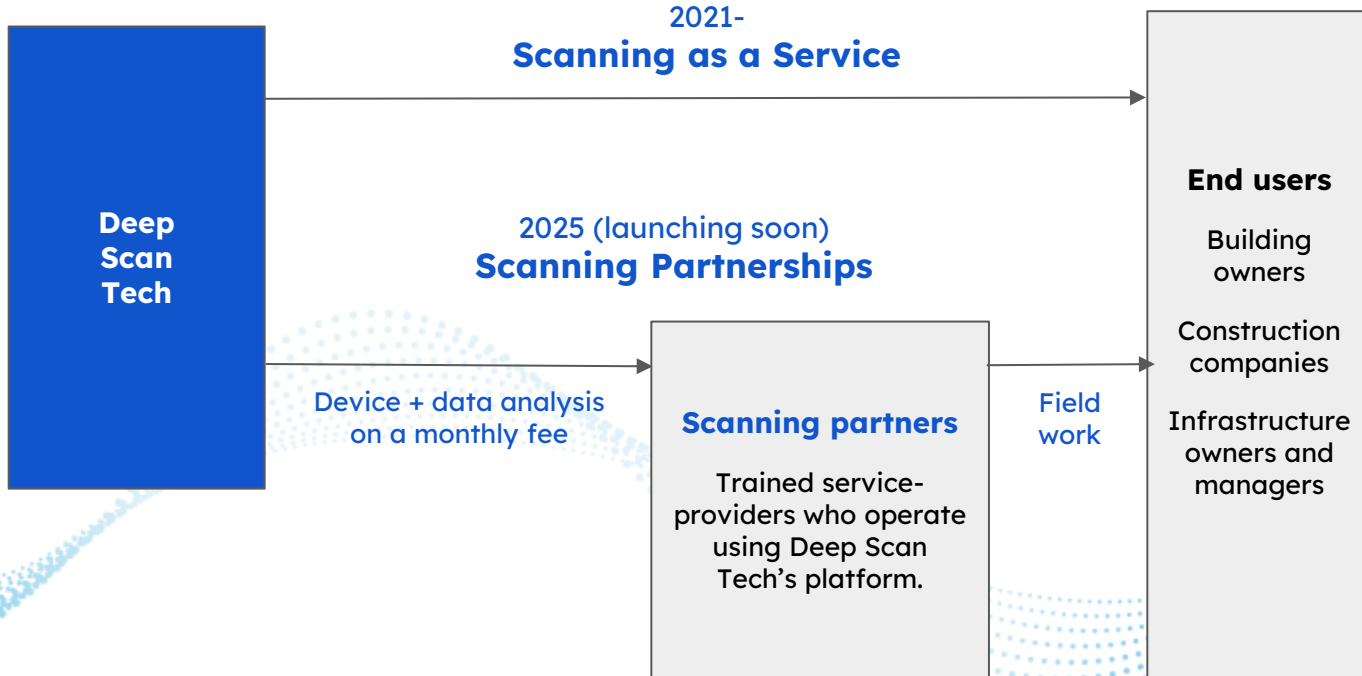 2021-
Scanning as a Service
Deep
Scan
Tech
2025 (launching soon)
Scanning Partnerships
Device + data analysis
on a monthly fee
Scanning partners
Trained service-
providers who operate
using Deep Scan
Tech’s platform.
Field
work
End users
Building
owners
Construction
companies
Infrastructure
owners and
managers